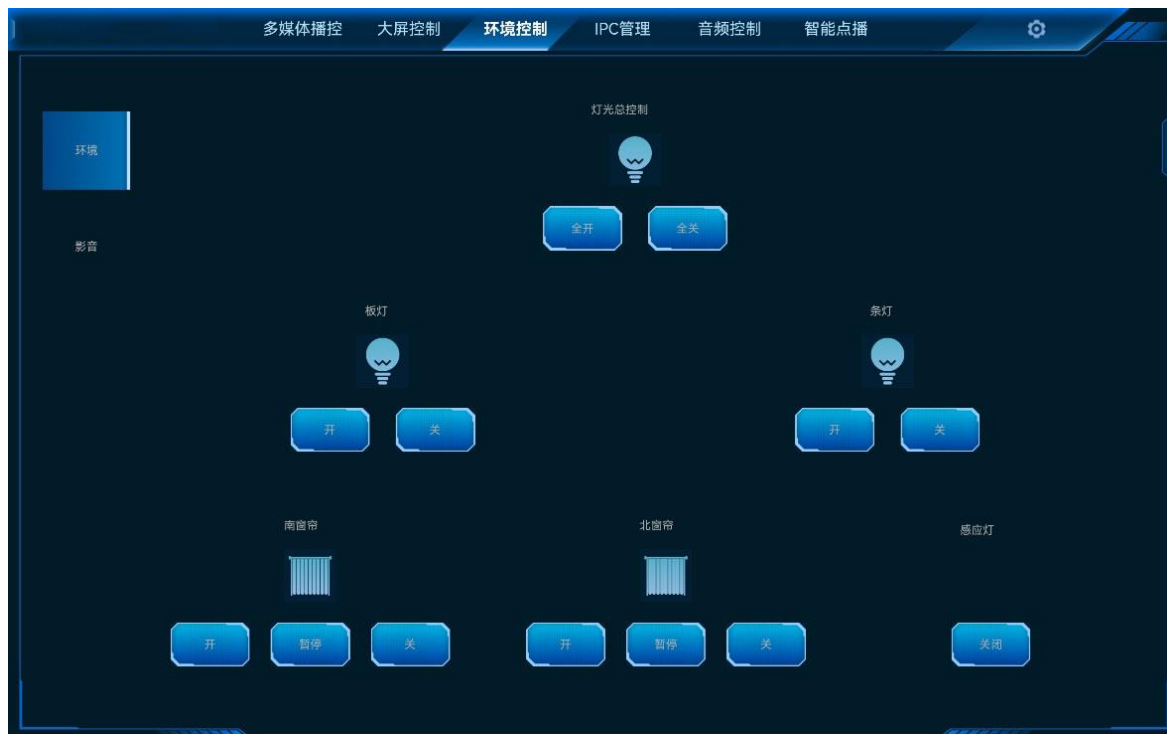 多媒体播控 大屏控制 环境控制 IPC管理 音频控制 智能点播
灯光总控制
环境
全开 全关
影音
板灯 条灯
开 关 开 关
南窗帘 北窗帘 感应灯
开 暂停 关 开 暂停 关 关闭